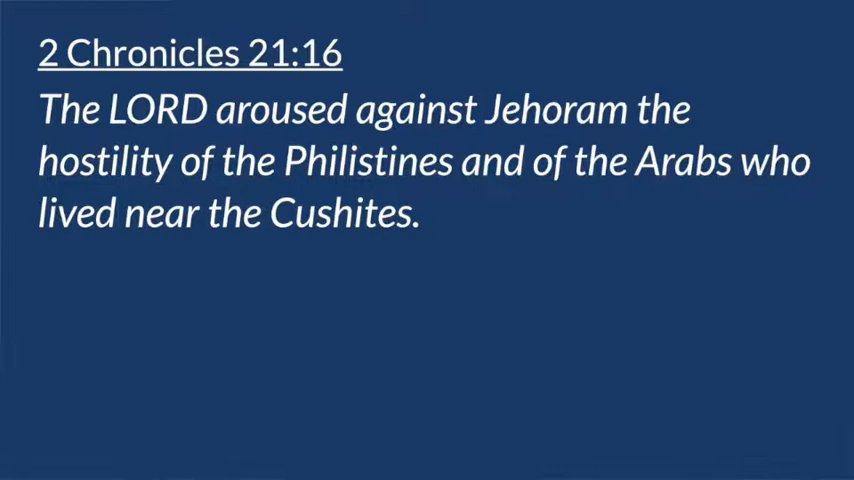 2 Chronicles 21:16
The LORD aroused against Jehoram the
hostility of the Philistines and of the Arabs who
lived near the Cushites.